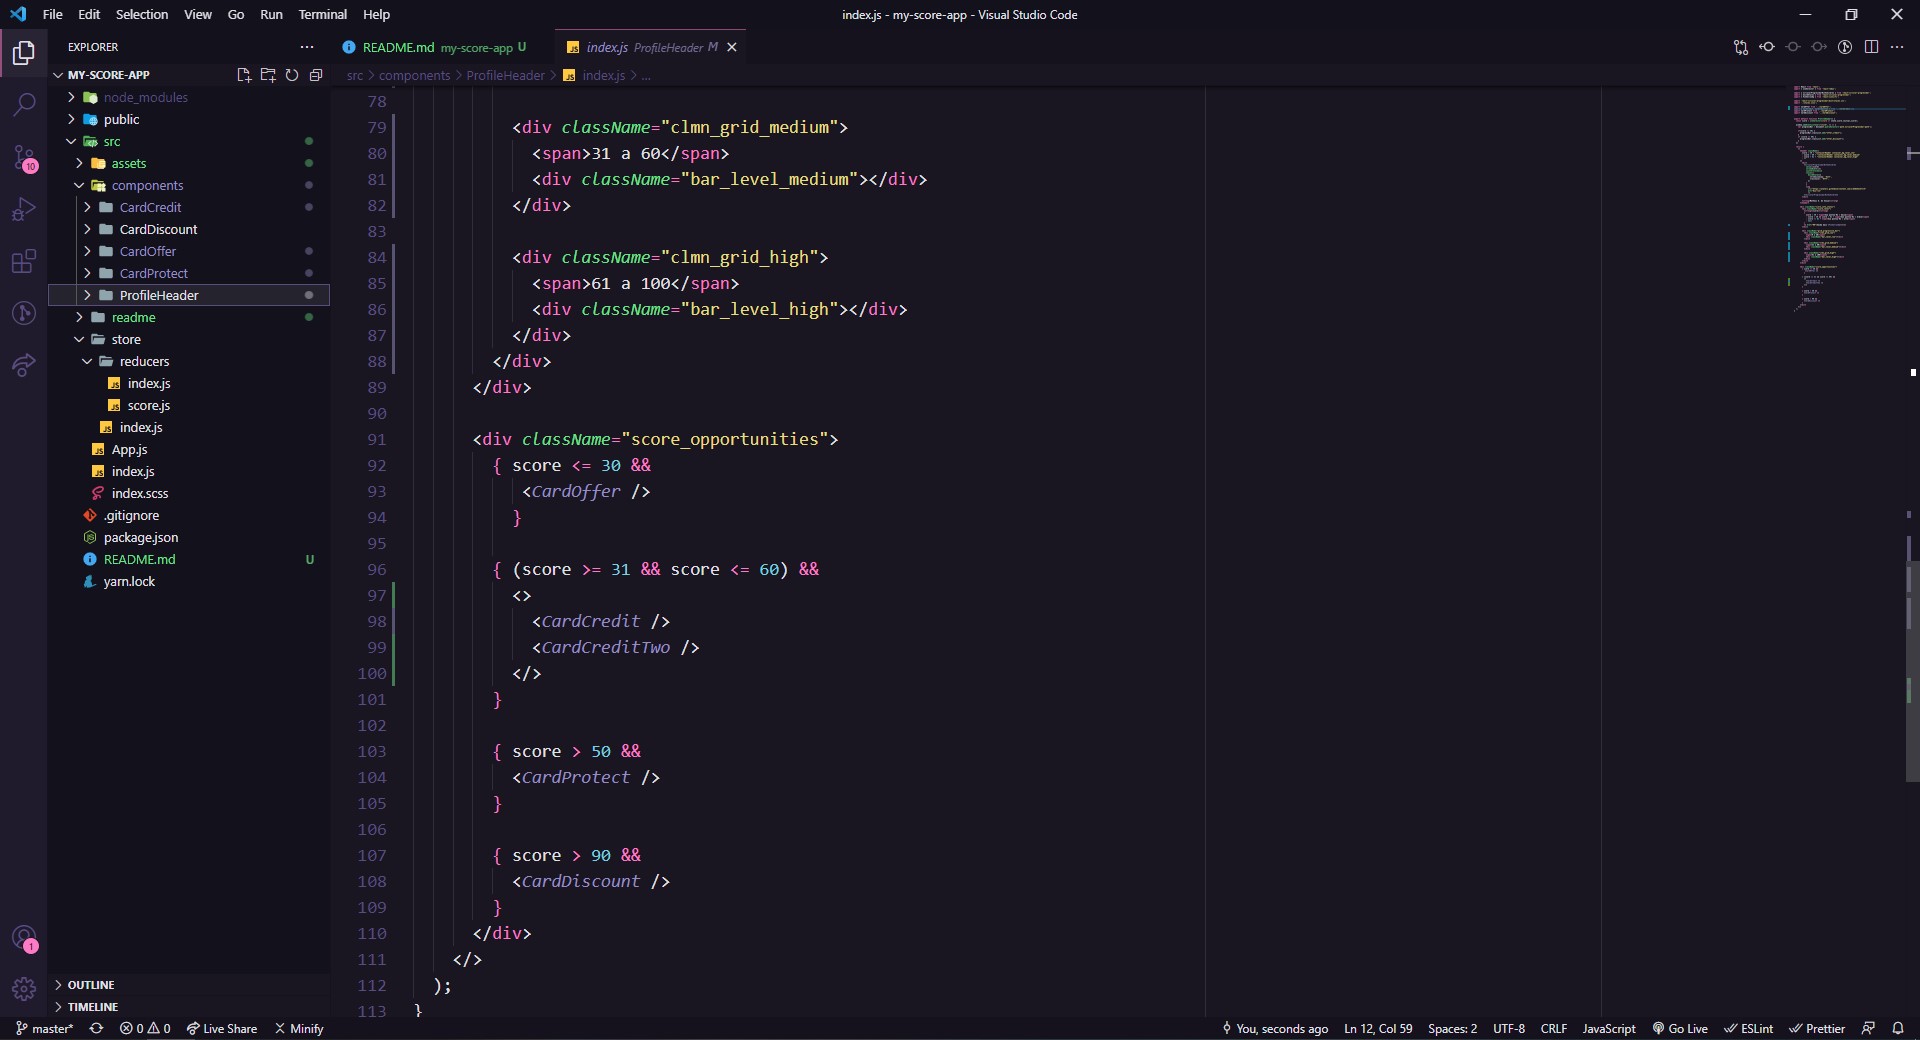 File Edit Selection View Go Run Terminal Help
index.js - my-score-app - Visual Studio Code
EXPLORER
README.md my-score-app U
JS index.js ProfileHeader M
MY-SCORE-APP
src > components > ProfileHeader > JS index.js > ...
node_modules
public
src
assets
components
CardCredit
CardDiscount
CardOffer
CardProtect
ProfileHeader
readme
store
reducers
JS index.js
JS score.js
JS index.js
JS App.js
JS index.js
index.scss
.gitignore
package.json
README.md U
yarn.lock
10
1
OUTLINE
TIMELINE
78
79 <div className="clmn_grid_medium">
80 <span>31 a 60</span>
81 <div className="bar_level_medium"></div>
82 </div>
83
84 <div className="clmn_grid_high">
85 <span>61 a 100</span>
86 <div className="bar_level_high"></div>
87 </div>
88 </div>
89 </div>
90
91 <div className="score_opportunities">
92 { score <= 30 &&
93 <CardOffer />
94 }
95
96 { (score >= 31 && score <= 60) &&
97 <>
98 <CardCredit />
99 <CardCreditTwo />
100 </>
101 }
102
103 { score > 50 &&
104 <CardProtect />
105 }
106
107 { score > 90 &&
108 <CardDiscount />
109 }
110 </div>
111 </>
112 );
113 }
master* 0 0 Live Share Minify
You, seconds ago Ln 12, Col 59 Spaces: 2 UTF-8 CRLF JavaScript Go Live ESLint Prettier